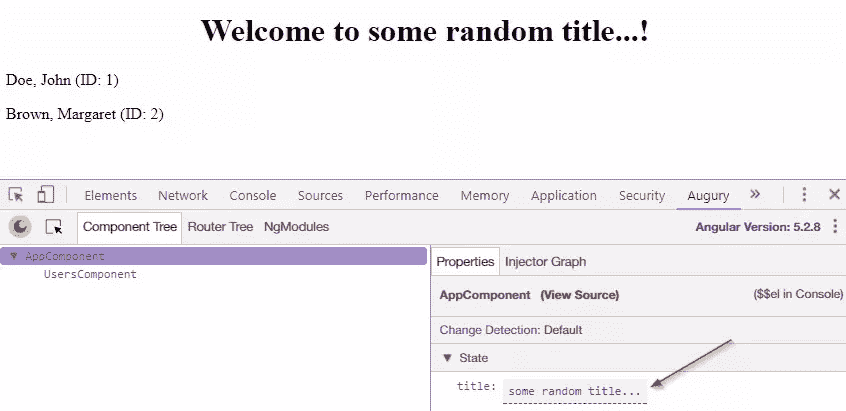 Welcome to some random title...!
Doe, John (ID: 1)
Brown, Margaret (ID: 2)
Elements Network Console Sources Performance Memory Application Security Augury »
Component Tree Router Tree NgModules Angular Version: 5.2.8
AppComponent
UsersComponent
Properties Injector Graph
AppComponent (View Source) ($$el in Console)
Change Detection: Default
State
title: some random title...